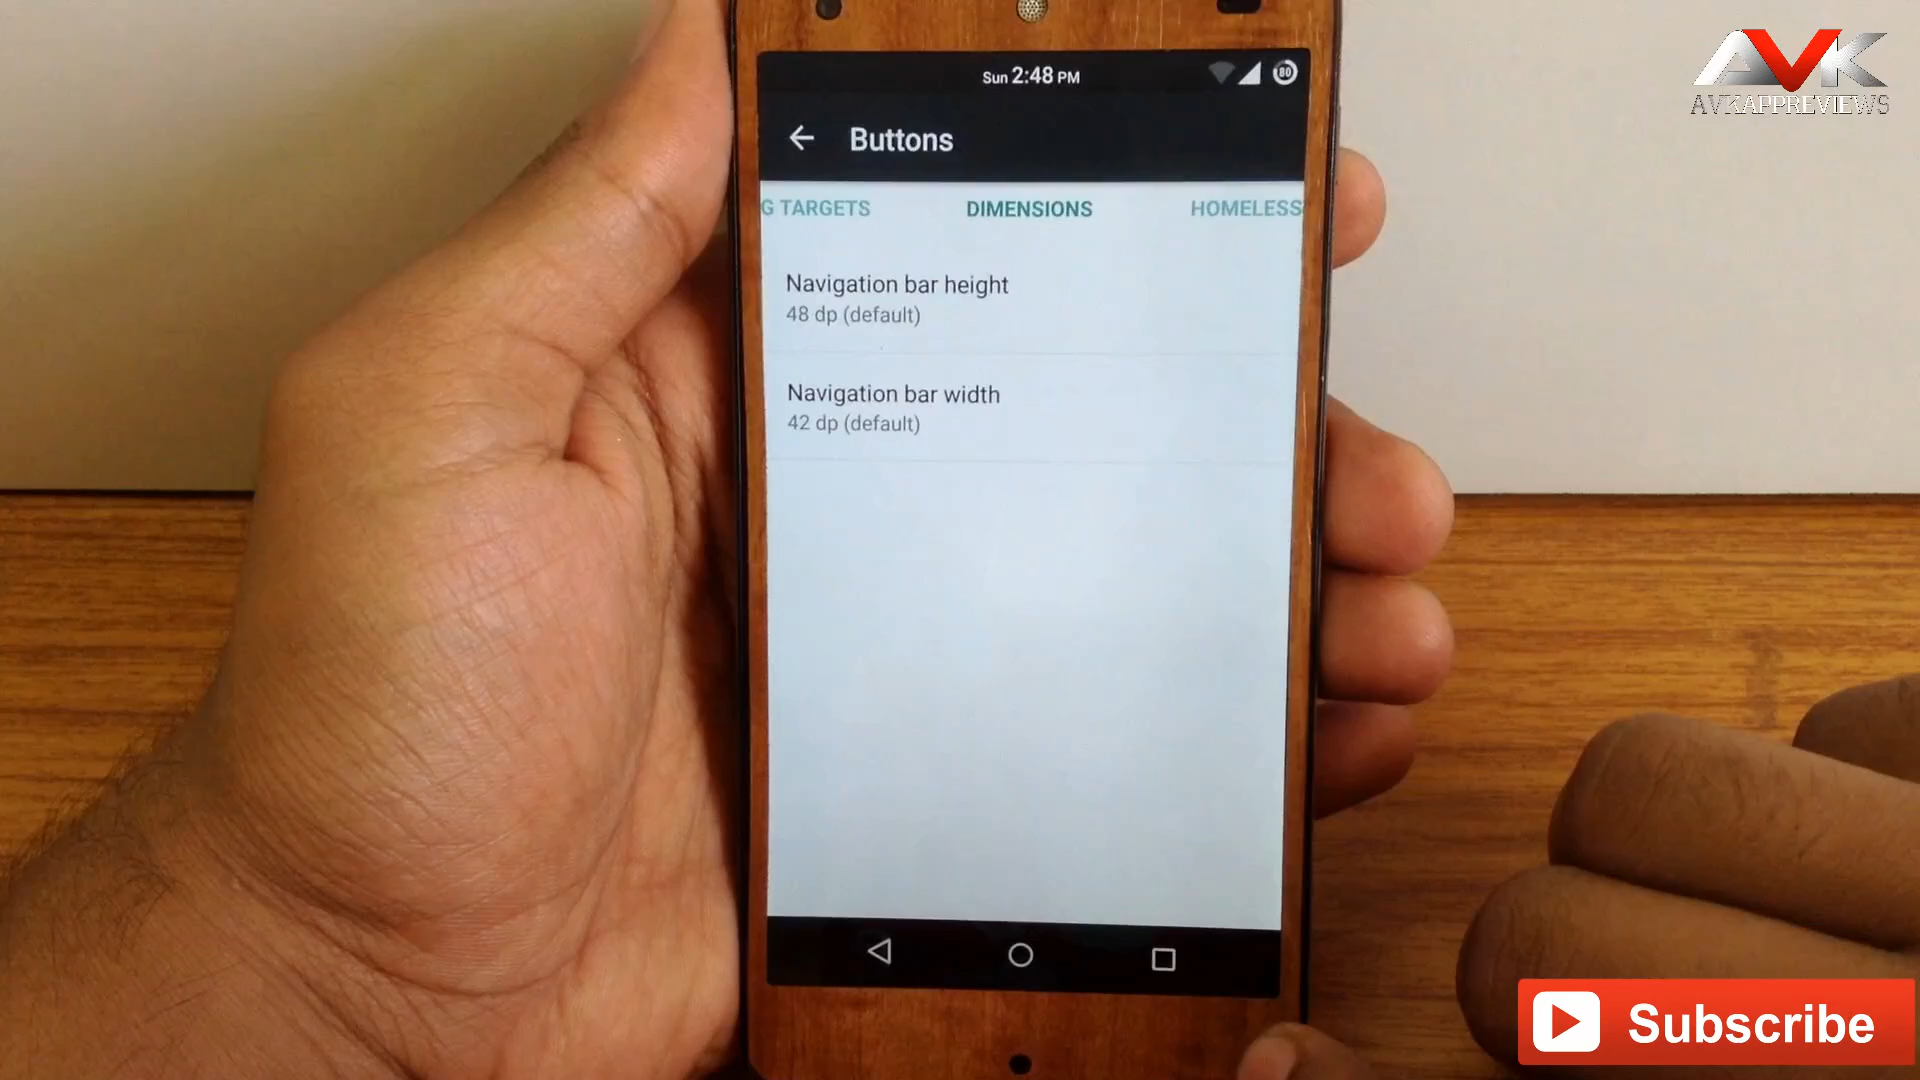 Sun 2:48 PM
80
Buttons
G TARGETS
DIMENSIONS
HOMELESS
Navigation bar height
48 dp (default)
Navigation bar width
42 dp (default)
AVK
AVKAPPREVIEWS
Subscribe